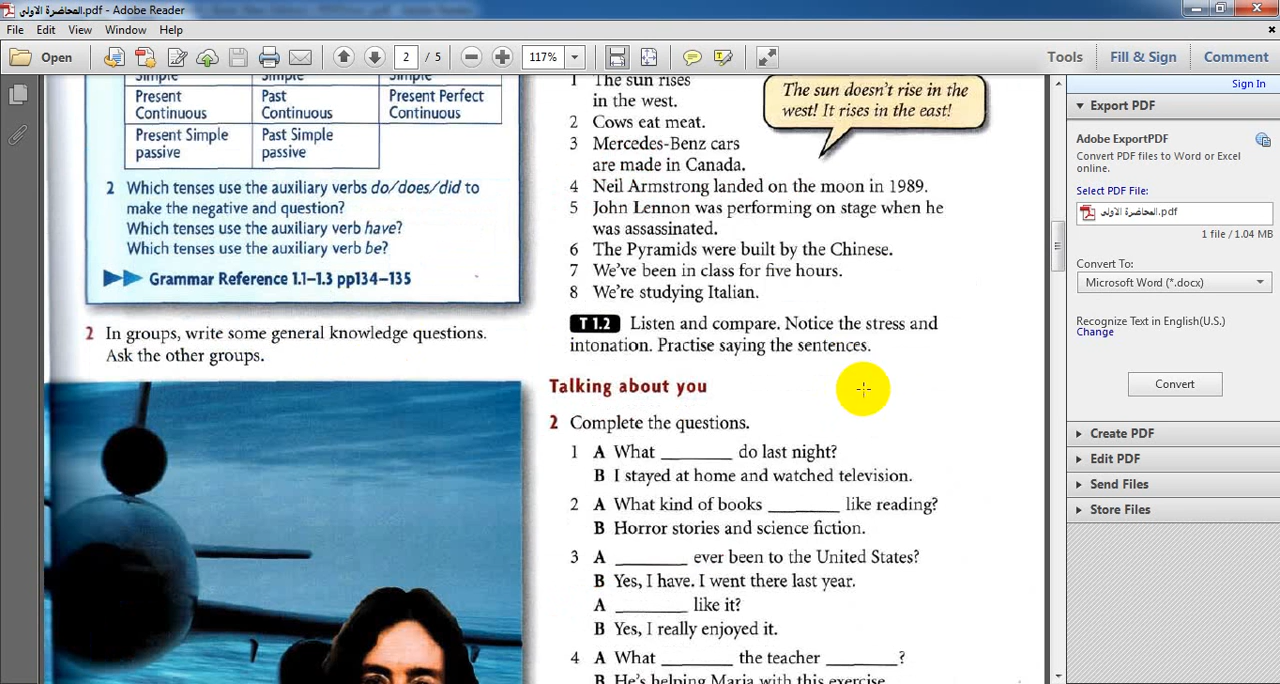 المحاضرة الاولى.pdf - Adobe Reader
File Edit View Window Help
Open 2 / 5 117% Tools Fill & Sign Comment
Simple Simple Simple
Present Continuous
Past Continuous
Present Perfect Continuous
Present Simple passive
Past Simple passive
2 Which tenses use the auxiliary verbs do/does/did to
make the negative and question?
Which tenses use the auxiliary verb have?
Which tenses use the auxiliary verb be?
Grammar Reference 1.1–1.3 pp134–135
2 In groups, write some general knowledge questions.
Ask the other groups.
1 The sun rises
in the west.
2 Cows eat meat.
3 Mercedes-Benz cars
are made in Canada.
4 Neil Armstrong landed on the moon in 1989.
5 John Lennon was performing on stage when he
was assassinated.
6 The Pyramids were built by the Chinese.
7 We've been in class for five hours.
8 We're studying Italian.
The sun doesn't rise in the
west! It rises in the east!
T 1.2 Listen and compare. Notice the stress and
intonation. Practise saying the sentences.
Talking about you
2 Complete the questions.
1 A What ________ do last night?
B I stayed at home and watched television.
2 A What kind of books ________ like reading?
B Horror stories and science fiction.
3 A ________ ever been to the United States?
B Yes, I have. I went there last year.
A ________ like it?
B Yes, I really enjoyed it.
4 A What ________ the teacher ________?
B He's helping Maria with this exercise.
Sign In
Export PDF
Adobe ExportPDF
Convert PDF files to Word or Excel
online.
Select PDF File:
المحاضرة الاولى.pdf
1 file / 1.04 MB
Convert To:
Microsoft Word (*.docx)
Recognize Text in English(U.S.)
Change
Convert
Create PDF
Edit PDF
Send Files
Store Files